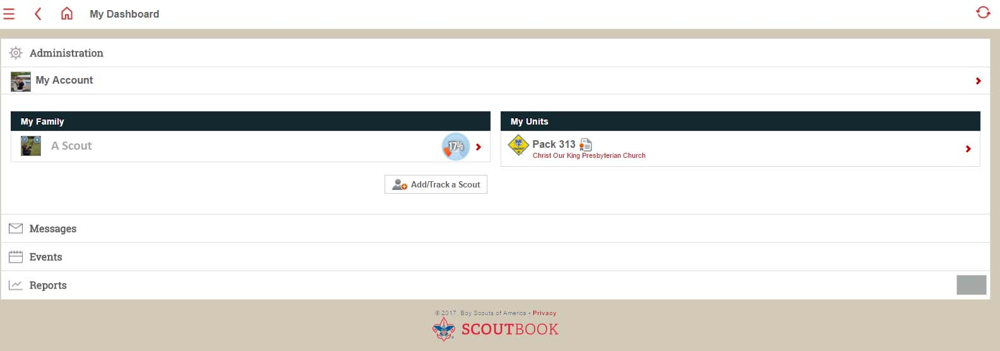 My Dashboard
Administration
My Account
My Family
A Scout
17%
Add/Track a Scout
My Units
Pack 313
Christ Our King Presbyterian Church
Messages
Events
Reports
© 2017, Boy Scouts of America • Privacy
SCOUTBOOK